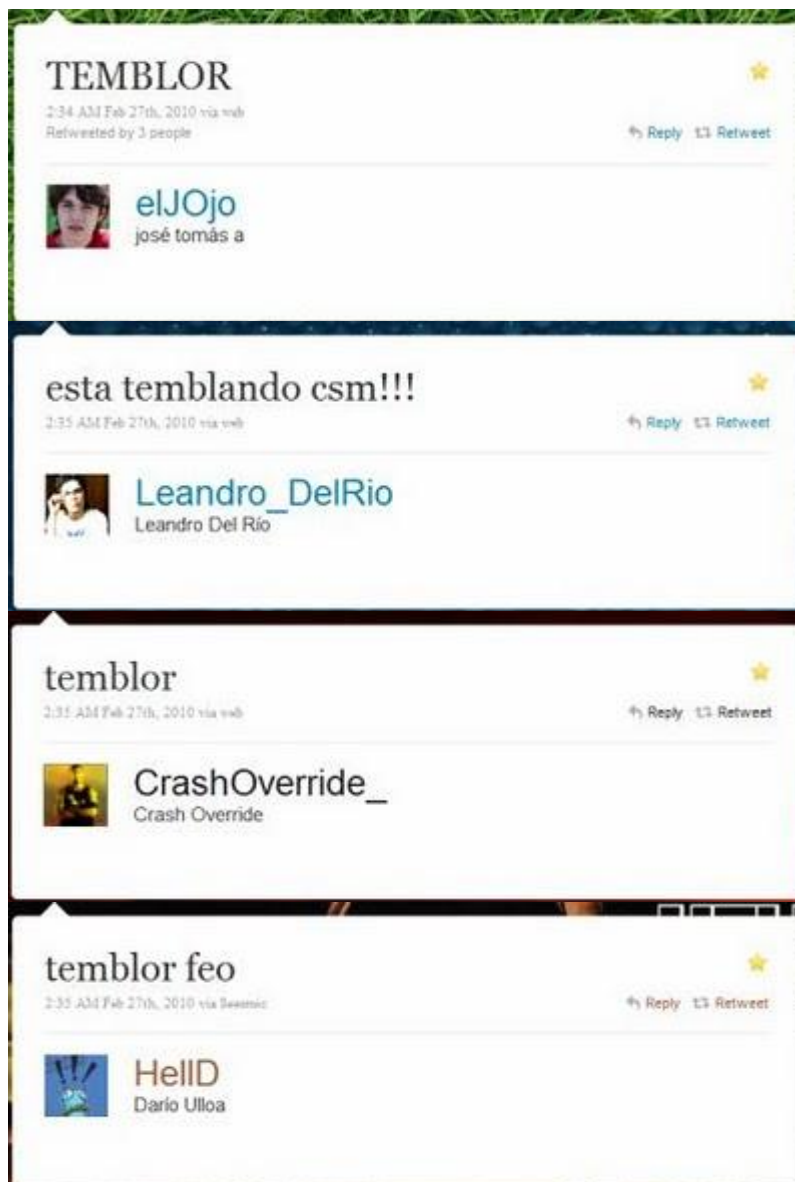 TEMBLOR
2:34 AM Feb 27th, 2010 via web
Retweeted by 3 people
Reply Retweet
elJOjo
josé tomás a
esta temblando csm!!!
2:35 AM Feb 27th, 2010 via web
Reply Retweet
Leandro_DelRio
Leandro Del Río
temblor
2:35 AM Feb 27th, 2010 via web
Reply Retweet
CrashOverride_
Crash Override
temblor feo
2:35 AM Feb 27th, 2010 via Seesmic
Reply Retweet
HellD
Darío Ulloa